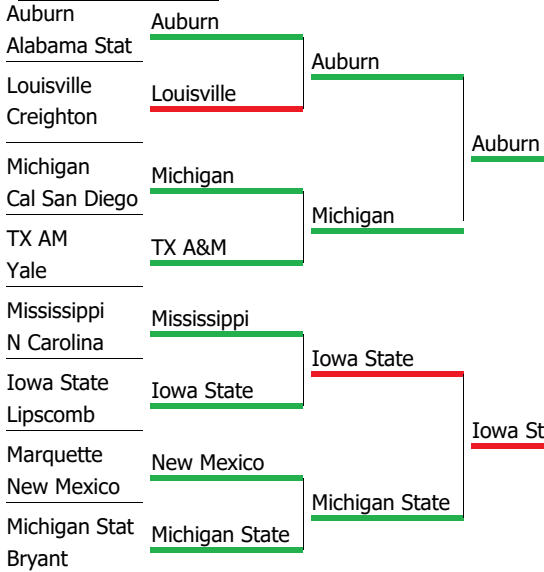 Auburn
Alabama Stat
Louisville
Creighton
Michigan
Cal San Diego
TX AM
Yale
Mississippi
N Carolina
Iowa State
Lipscomb
Marquette
New Mexico
Michigan Stat
Bryant
Auburn
Louisville
Michigan
TX A&M
Mississippi
Iowa State
New Mexico
Michigan State
Auburn
Michigan
Iowa State
Michigan State
Auburn
Iowa St